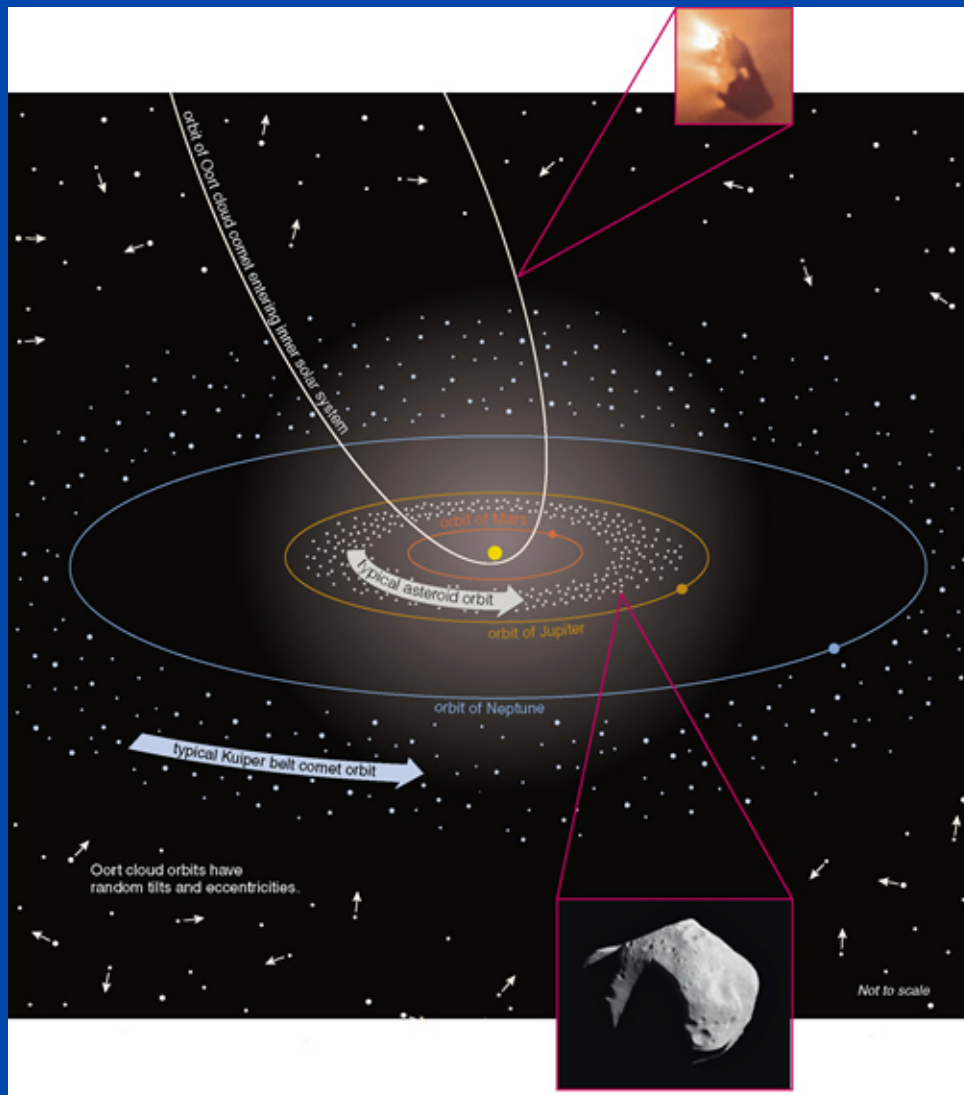 orbit of Oort cloud comet entering inner solar system
orbit of Mars
typical asteroid orbit
orbit of Jupiter
orbit of Neptune
typical Kuiper belt comet orbit
Oort cloud orbits have
random tilts and eccentricities.
Not to scale